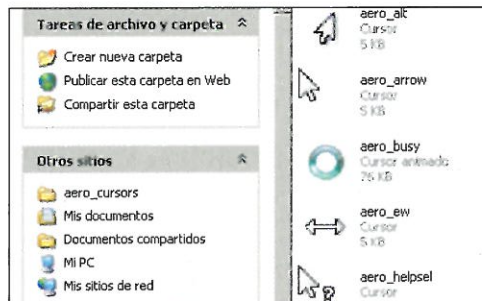 Tareas de archivo y carpeta
Crear nueva carpeta
Publicar esta carpeta en Web
Compartir esta carpeta
Otros sitios
aero_cursors
Mis documentos
Documentos compartidos
Mi PC
Mis sitios de red
aero_alt
Cursor
5 KB
aero_arrow
Cursor
5 KB
aero_busy
Cursor animado
75 KB
aero_ew
Cursor
5 KB
aero_helpsel
Cursor